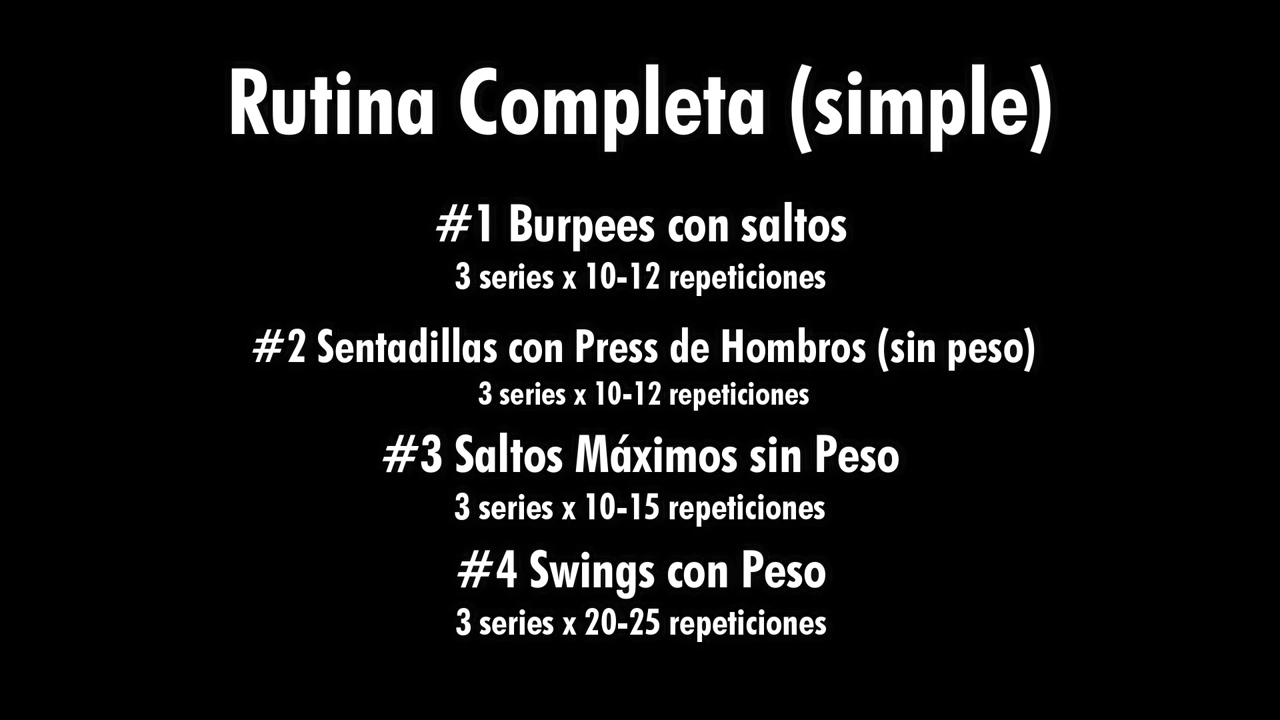 Rutina Completa (simple)
#1 Burpees con saltos
3 series x 10-12 repeticiones
#2 Sentadillas con Press de Hombros (sin peso)
3 series x 10-12 repeticiones
#3 Saltos Máximos sin Peso
3 series x 10-15 repeticiones
#4 Swings con Peso
3 series x 20-25 repeticiones